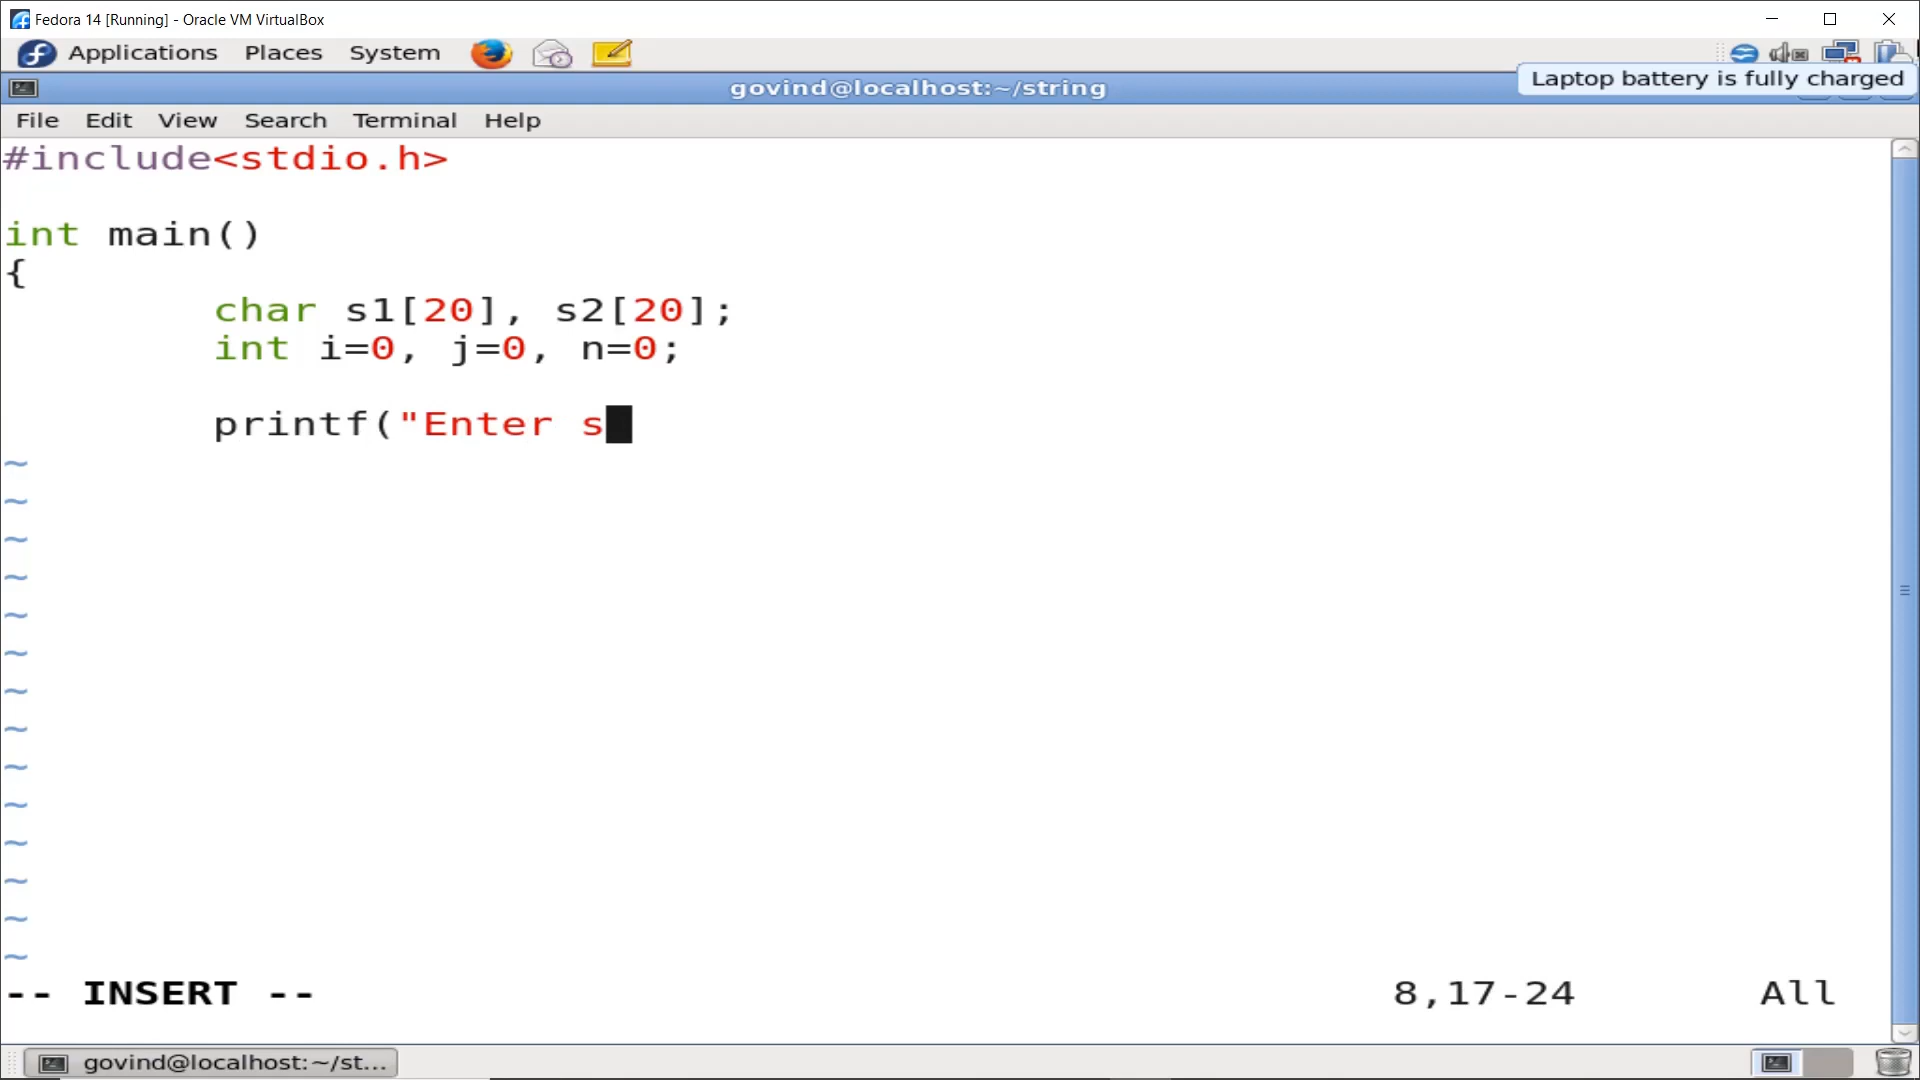 Fedora 14 [Running] - Oracle VM VirtualBox
Applications Places System
govind@localhost:~/string
Laptop battery is fully charged
File Edit View Search Terminal Help
#include<stdio.h>
int main()
{
char s1[20], s2[20];
int i=0, j=0, n=0;
printf("Enter s
~
~
~
~
~
~
~
~
~
~
~
~
~
~
-- INSERT -- 8,17-24 All
govind@localhost:~/st...